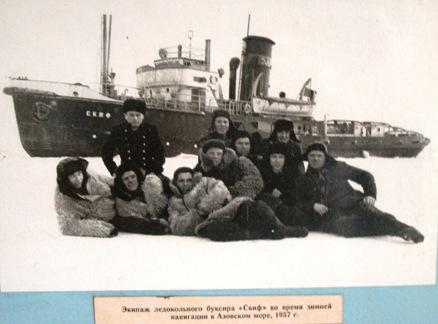 СКИФ
Экипаж ледокольного буксира «Скиф» во время зимней
навигации в Азовском море, 1957 г.